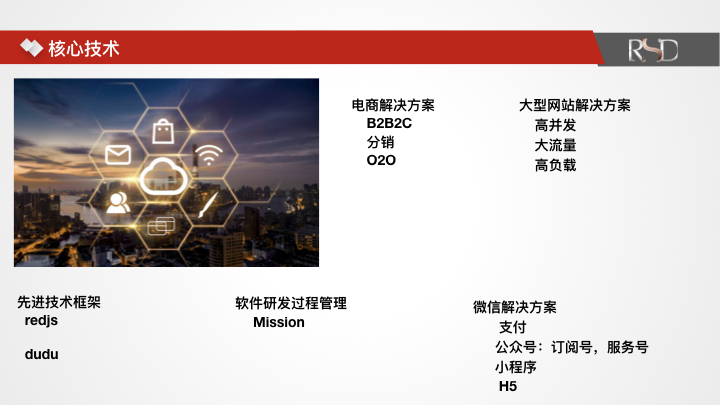 核心技术
RSD
电商解决方案
B2B2C
分销
O2O
大型网站解决方案
高并发
大流量
高负载
先进技术框架
redjs
dudu
软件研发过程管理
Mission
微信解决方案
支付
公众号：订阅号，服务号
小程序
H5